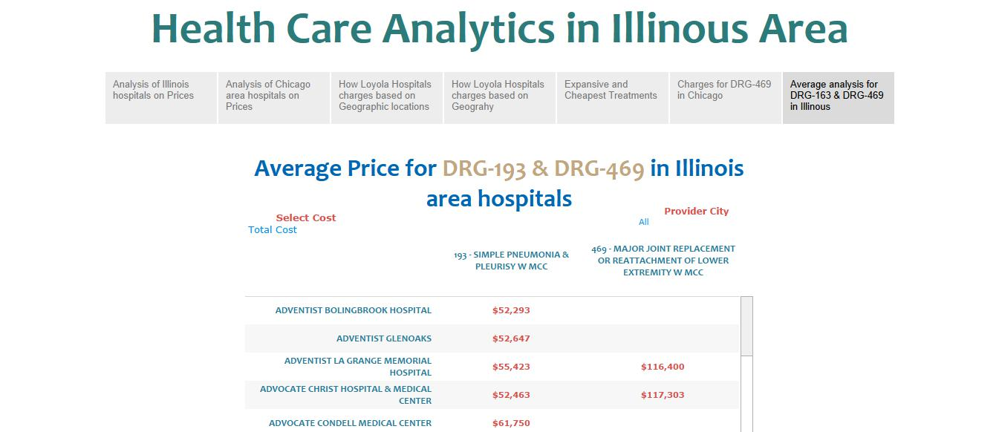 Health Care Analytics in Illinous Area
Analysis of Illinois
hospitals on Prices
Analysis of Chicago
area hospitals on
Prices
How Loyola Hospitals
charges based on
Geographic locations
How Loyola Hospitals
charges based on
Geograhy
Expansive and
Cheapest Treatments
Charges for DRG-469
in Chicago
Average analysis for
DRG-163 & DRG-469
in Illinous
Average Price for DRG-193 & DRG-469 in Illinois
area hospitals
Select Cost
Total Cost
Provider City
All
193 - SIMPLE PNEUMONIA &
PLEURISY W MCC
469 - MAJOR JOINT REPLACEMENT
OR REATTACHMENT OF LOWER
EXTREMITY W MCC
ADVENTIST BOLINGBROOK HOSPITAL $52,293
ADVENTIST GLENOAKS $52,647
ADVENTIST LA GRANGE MEMORIAL
HOSPITAL $55,423 $116,400
ADVOCATE CHRIST HOSPITAL & MEDICAL
CENTER $52,463 $117,303
ADVOCATE CONDELL MEDICAL CENTER $61,750